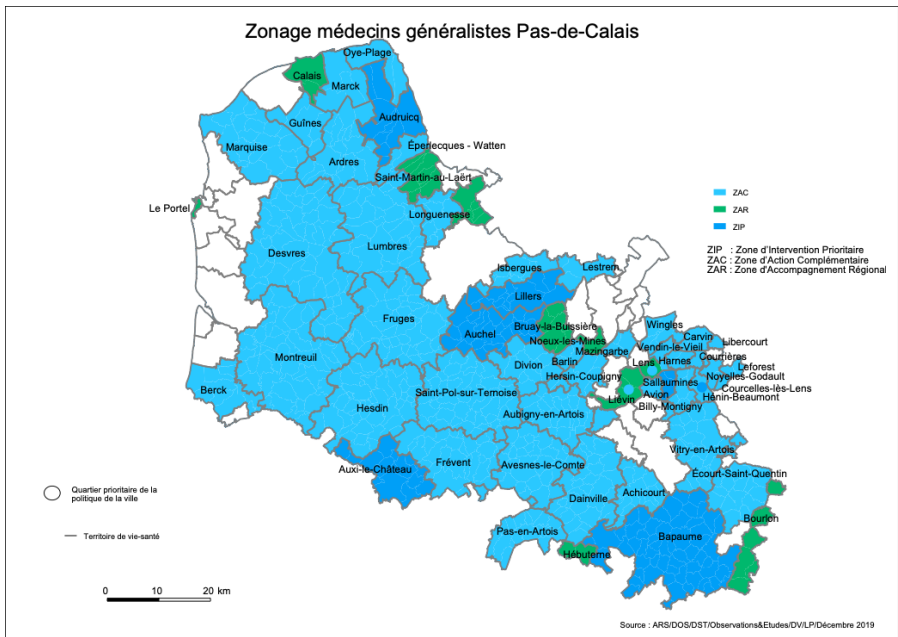 Zonage médecins généralistes Pas-de-Calais
Oye-Plage
Calais
Marck
Audruicq
Guînes
Marquise
Éperlecques - Watten
Ardres
Saint-Martin-au-Laërt
Le Portel
Longuenesse
Desvres
Lumbres
Isbergues
Lestrem
Lillers
Fruges
Auchel
Bruay-la-Buissière
Noeux-les-Mines
Mazingarbe
Wingles
Carvin
Libercourt
Vendin-le-Vieil
Montreuil
Divion
Barlin
Lens
Harnes
Courrières
Leforest
Hersin-Coupigny
Sallaumines
Noyelles-Godault
Courcelles-lès-Lens
Berck
Saint-Pol-sur-Ternoise
Liévin
Avion
Hénin-Beaumont
Billy-Montigny
Hesdin
Aubigny-en-Artois
Vitry-en-Artois
Auxi-le-Château
Frévent
Avesnes-le-Comte
Écourt-Saint-Quentin
Dainville
Achicourt
Bourlon
Pas-en-Artois
Bapaume
Hébuterne
ZAC
ZAR
ZIP
ZIP : Zone d'Intervention Prioritaire
ZAC : Zone d'Action Complémentaire
ZAR : Zone d'Accompagnement Régional
Quartier prioritaire de la
politique de la ville
Territoire de vie-santé
0 10 20 km
Source : ARS/DOS/DST/Observations&Etudes/DV/LP/Décembre 2019